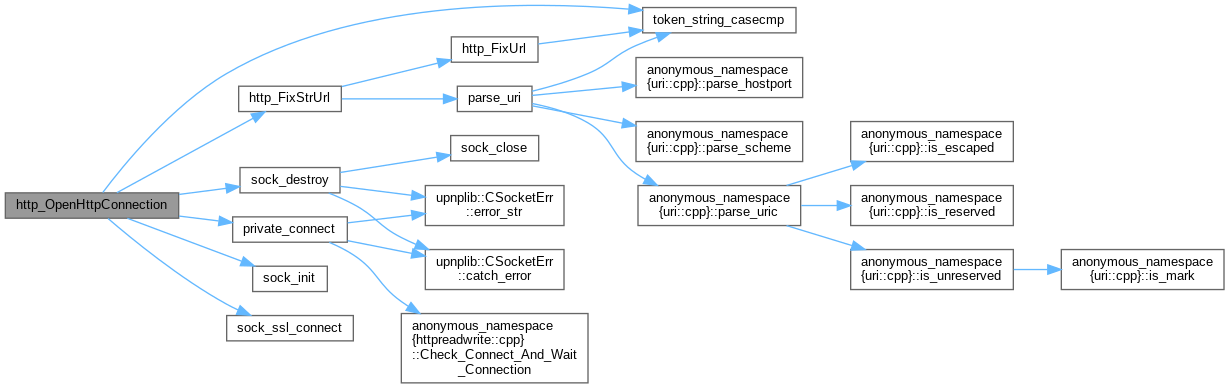 http_OpenHttpConnection
http_FixStrUrl
http_FixUrl
token_string_casecmp
parse_uri
anonymous_namespace
{uri::cpp}::parse_hostport
anonymous_namespace
{uri::cpp}::parse_scheme
anonymous_namespace
{uri::cpp}::parse_uric
anonymous_namespace
{uri::cpp}::is_escaped
anonymous_namespace
{uri::cpp}::is_reserved
anonymous_namespace
{uri::cpp}::is_unreserved
anonymous_namespace
{uri::cpp}::is_mark
sock_destroy
sock_close
upnplib::CSocketErr
::error_str
upnplib::CSocketErr
::catch_error
private_connect
anonymous_namespace
{httpreadwrite::cpp}
::Check_Connect_And_Wait
_Connection
sock_init
sock_ssl_connect